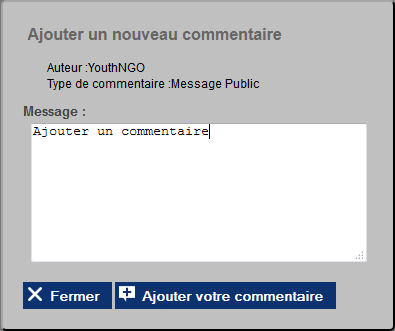 Ajouter un nouveau commentaire
Auteur :YouthNGO
Type de commentaire :Message Public
Message :
Ajouter un commentaire
Fermer
Ajouter votre commentaire